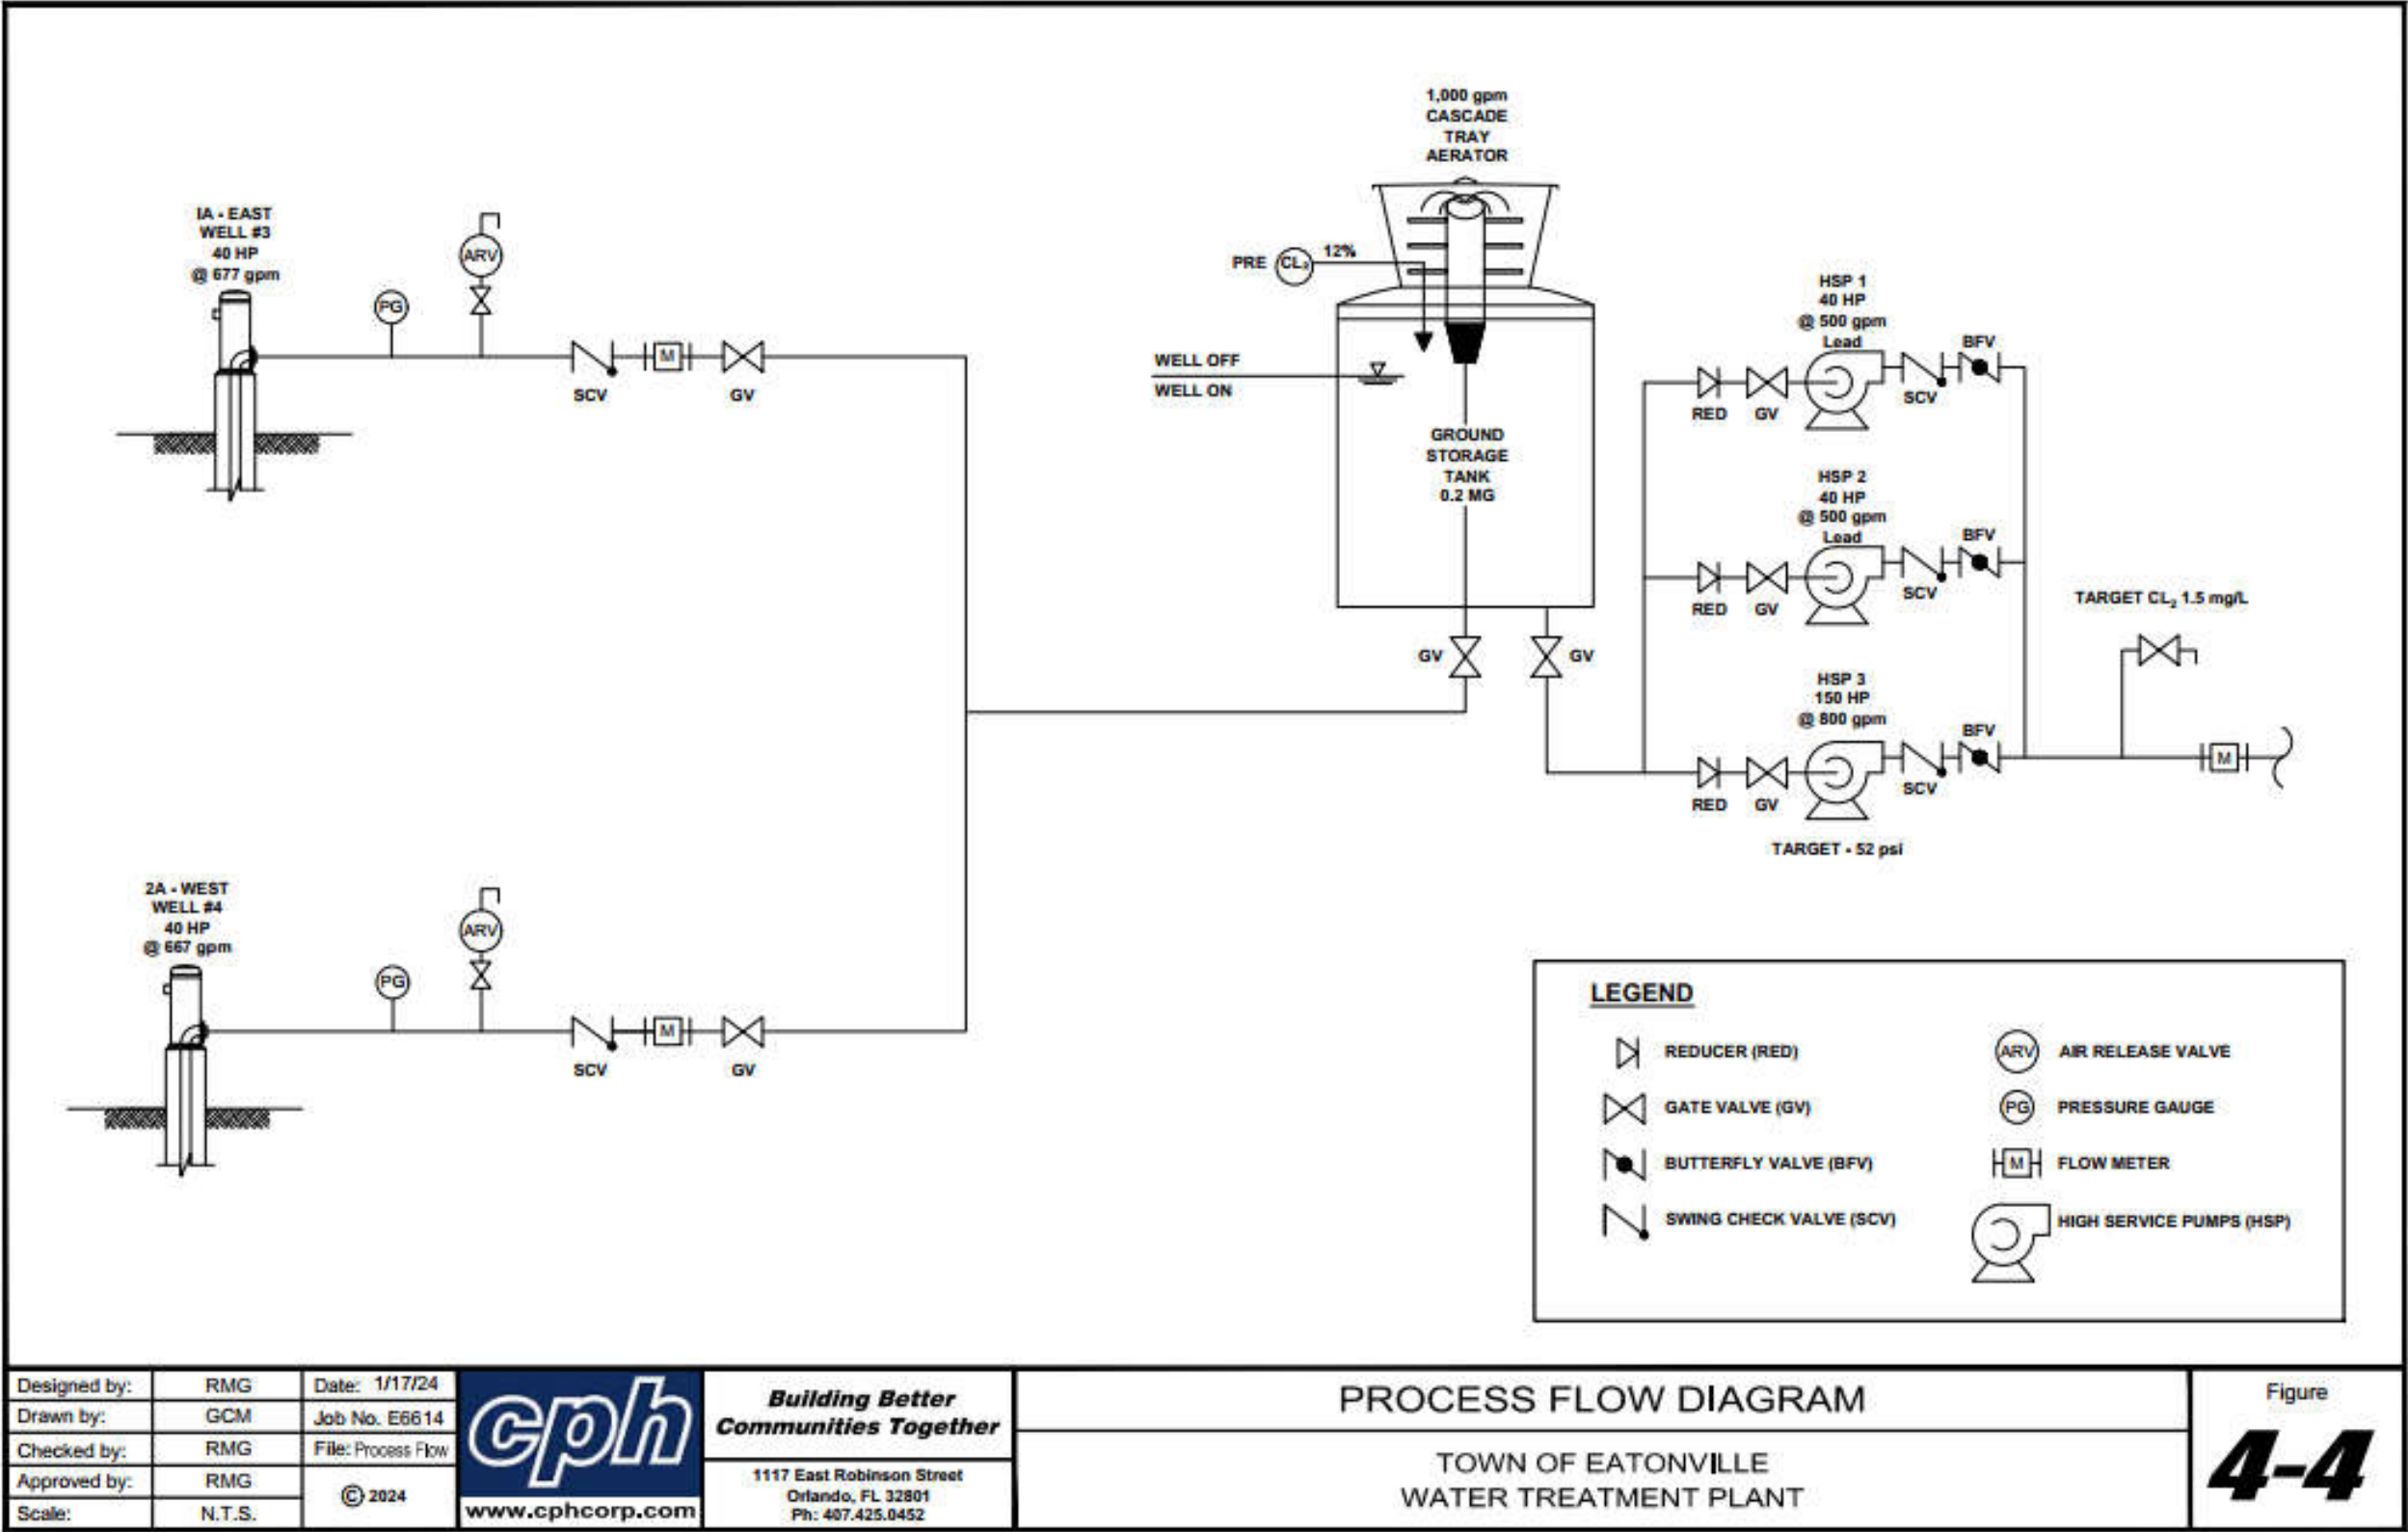 1,000 gpm
CASCADE
TRAY
AERATOR
IA - EAST
WELL #3
40 HP
@ 677 gpm
ARV
PG
SCV
M
GV
PRE CL₂ 12%
WELL OFF
WELL ON
GROUND
STORAGE
TANK
0.2 MG
GV
GV
HSP 1
40 HP
@ 500 gpm
Lead
BFV
RED
GV
SCV
HSP 2
40 HP
@ 500 gpm
Lead
BFV
RED
GV
SCV
TARGET CL₂ 1.5 mg/L
HSP 3
150 HP
@ 800 gpm
BFV
RED
GV
SCV
M
TARGET - 52 psi
2A - WEST
WELL #4
40 HP
@ 667 gpm
ARV
PG
SCV
M
GV
LEGEND
REDUCER (RED)
GATE VALVE (GV)
BUTTERFLY VALVE (BFV)
SWING CHECK VALVE (SCV)
ARV AIR RELEASE VALVE
PG PRESSURE GAUGE
M FLOW METER
HIGH SERVICE PUMPS (HSP)
Designed by: RMG Date: 1/17/24
Drawn by: GCM Job No. E6614
Checked by: RMG File: Process Flow
Approved by: RMG
© 2024
Scale: N.T.S.
cph
www.cphcorp.com
Building Better
Communities Together
1117 East Robinson Street
Orlando, FL 32801
Ph: 407.425.0452
PROCESS FLOW DIAGRAM
TOWN OF EATONVILLE
WATER TREATMENT PLANT
Figure
4-4